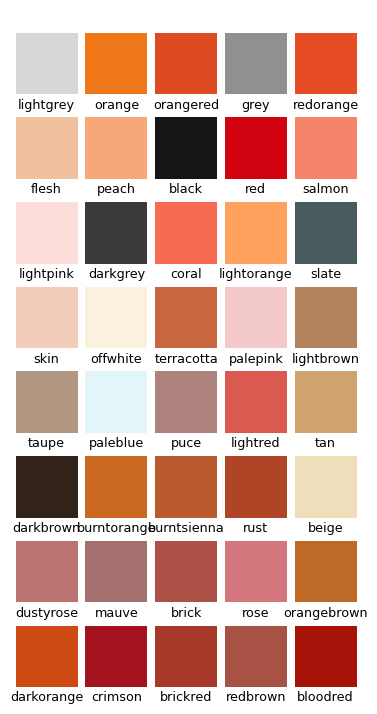 lightgrey orange orangered grey redorange
flesh peach black red salmon
lightpink darkgrey coral lightorange slate
skin offwhite terracotta palepink lightbrown
taupe paleblue puce lightred tan
darkbrown burntorange burntsienna rust beige
dustyrose mauve brick rose orangebrown
darkorange crimson brickred redbrown bloodred